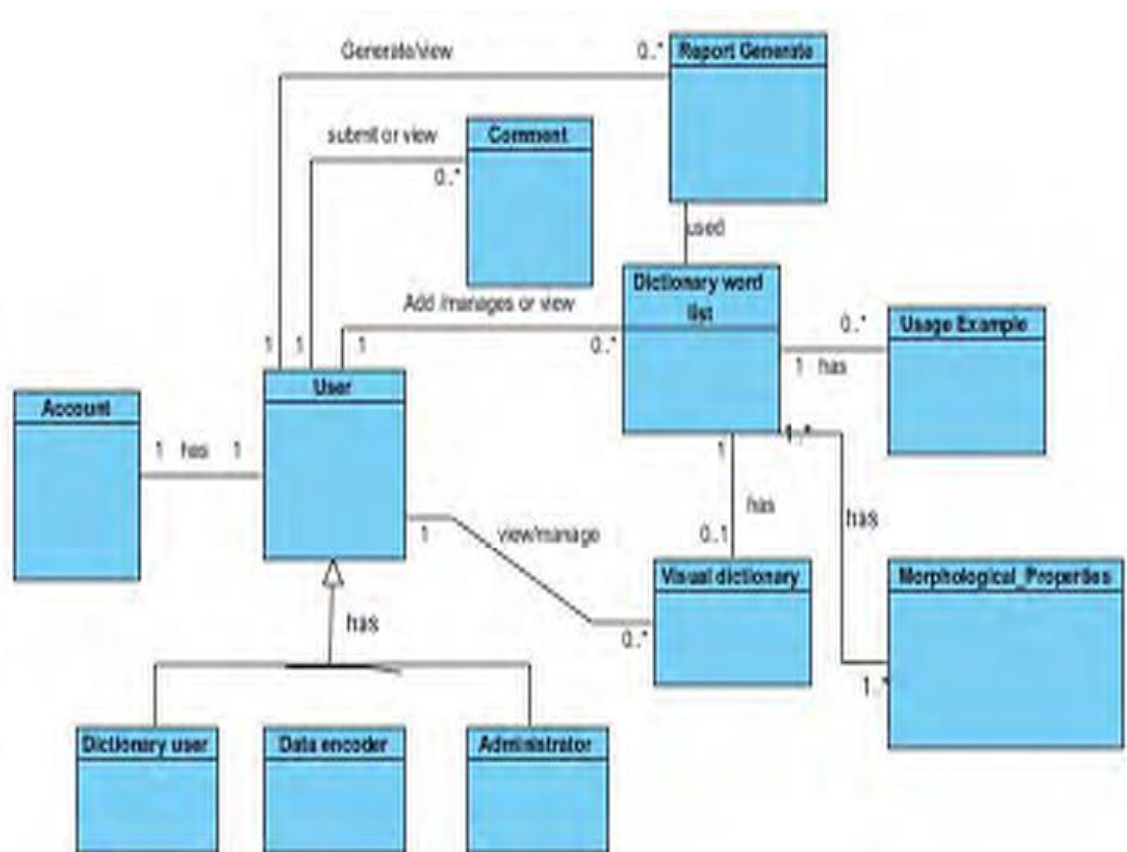 Generate/view
0..*
Report Generate
submit or view
Comment
0..*
used
Dictionary word
list
Add /manages or view
0..*
Usage Example
1
1
1
0..*
1 has
User
Account
1 has 1
1..*
1
has
has
1
view/manage
0..1
Visual dictionary
Morphological_Properties
has
0..*
1..*
Dictionary user
Data encoder
Administrator